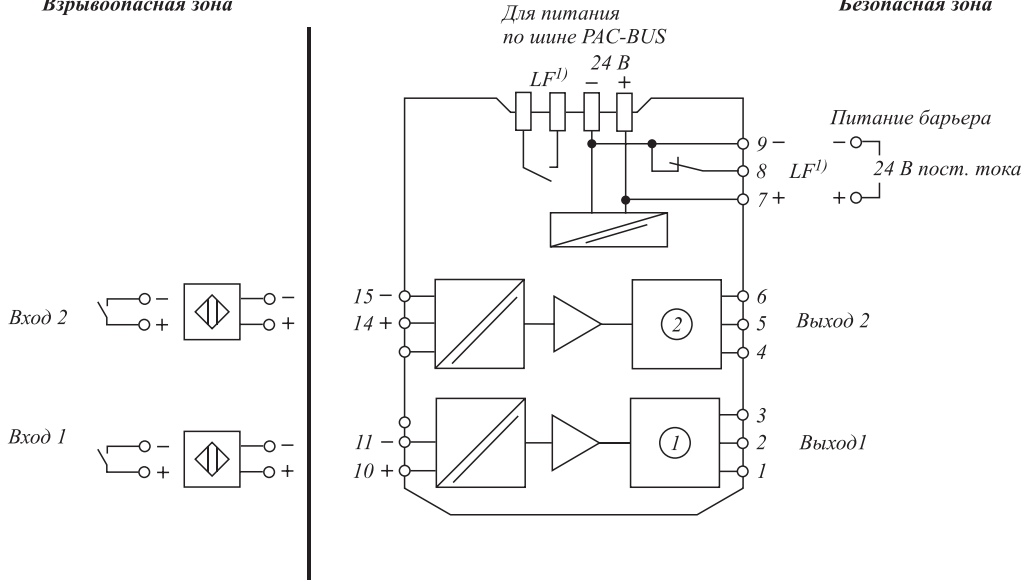 Взрывоопасная зона
Безопасная зона
Для питания
по шине PAC-BUS
24 В
LF1)
− +
Питание барьера
9 −
8 LF1)
7 +
−
24 В пост. тока
+
Вход 2
−
+
−
+
15 −
14 +
2
6
5
4
Выход 2
Вход 1
−
+
−
+
11 −
10 +
1
3
2
1
Выход1